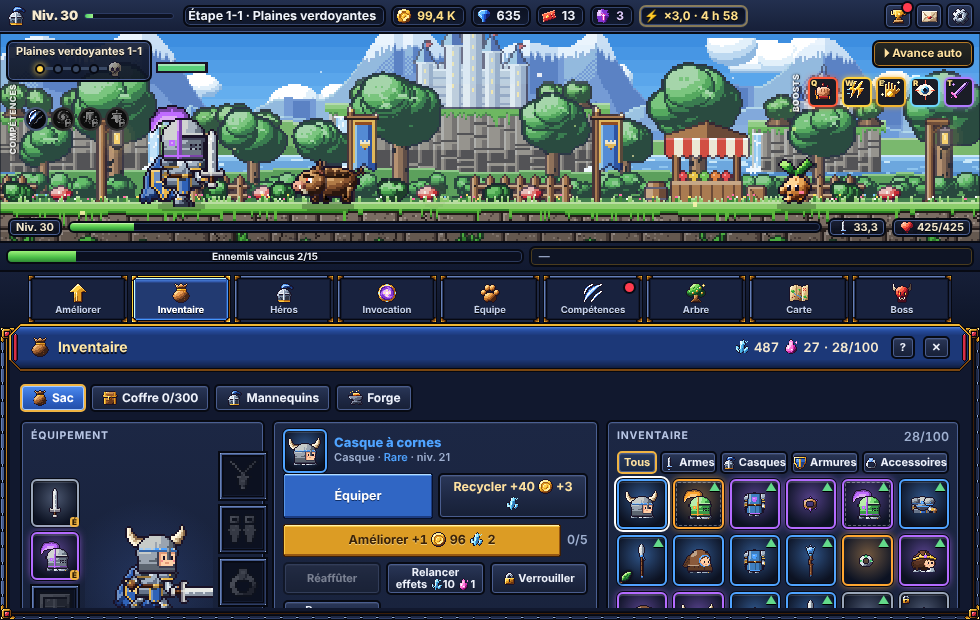 Niv. 30
Étape 1-1 · Plaines verdoyantes
99,4 K
635
13
3
×3,0 · 4 h 58
Plaines verdoyantes 1-1
Avance auto
COMPÉTENCES
BOOSTS
Q
W
E
R
T
Niv. 30
33,3
425/425
Ennemis vaincus 2/15
—
Améliorer
Inventaire
Héros
Invocation
Equipe
Compétences
Arbre
Carte
Boss
Inventaire
487
27 · 28/100
?
×
Sac
Coffre 0/300
Mannequins
Forge
ÉQUIPEMENT
E
E
Casque à cornes
Casque · Rare · niv. 21
Équiper
Recycler +40 +3
Améliorer +1 96 2
0/5
Réaffûter
Relancer
effets 10 1
Verrouiller
INVENTAIRE
28/100
Tous
Armes
Casques
Armures
Accessoires